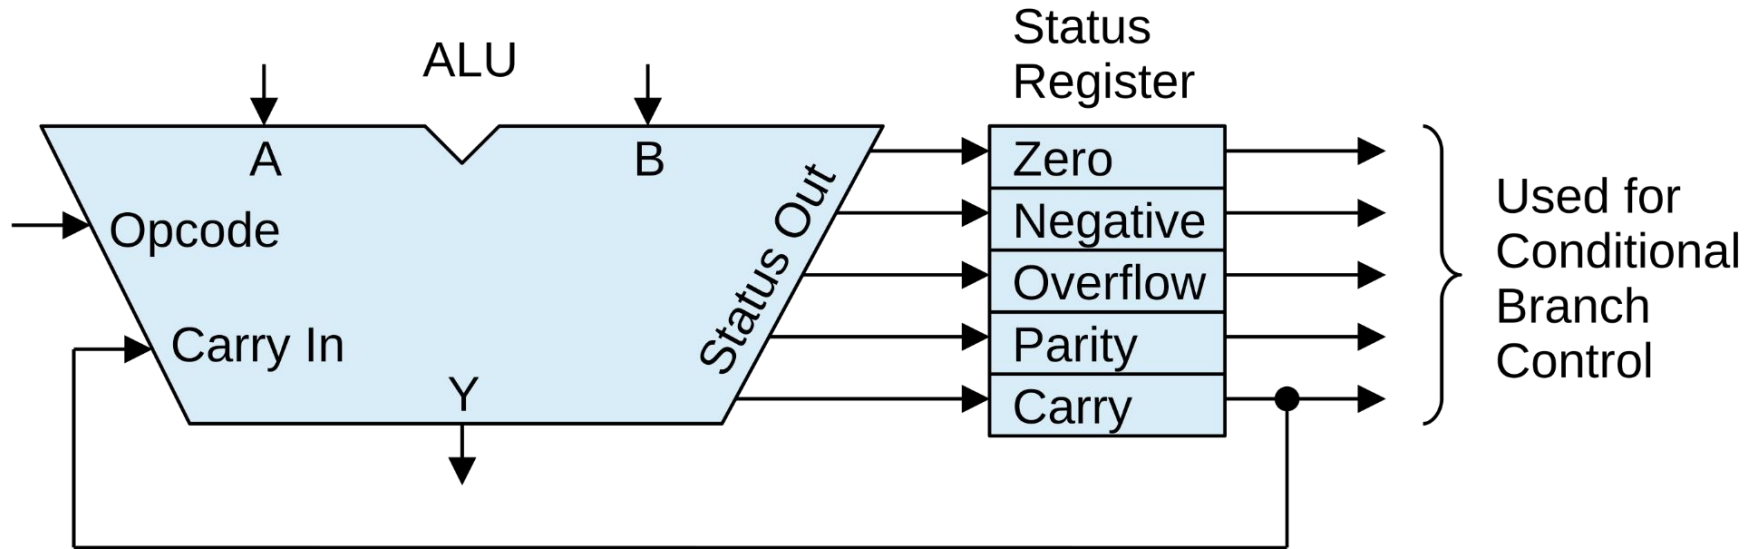 ALU
Status
Register
A
B
Opcode
Carry In
Y
Status Out
Zero
Negative
Overflow
Parity
Carry
Used for
Conditional
Branch
Control